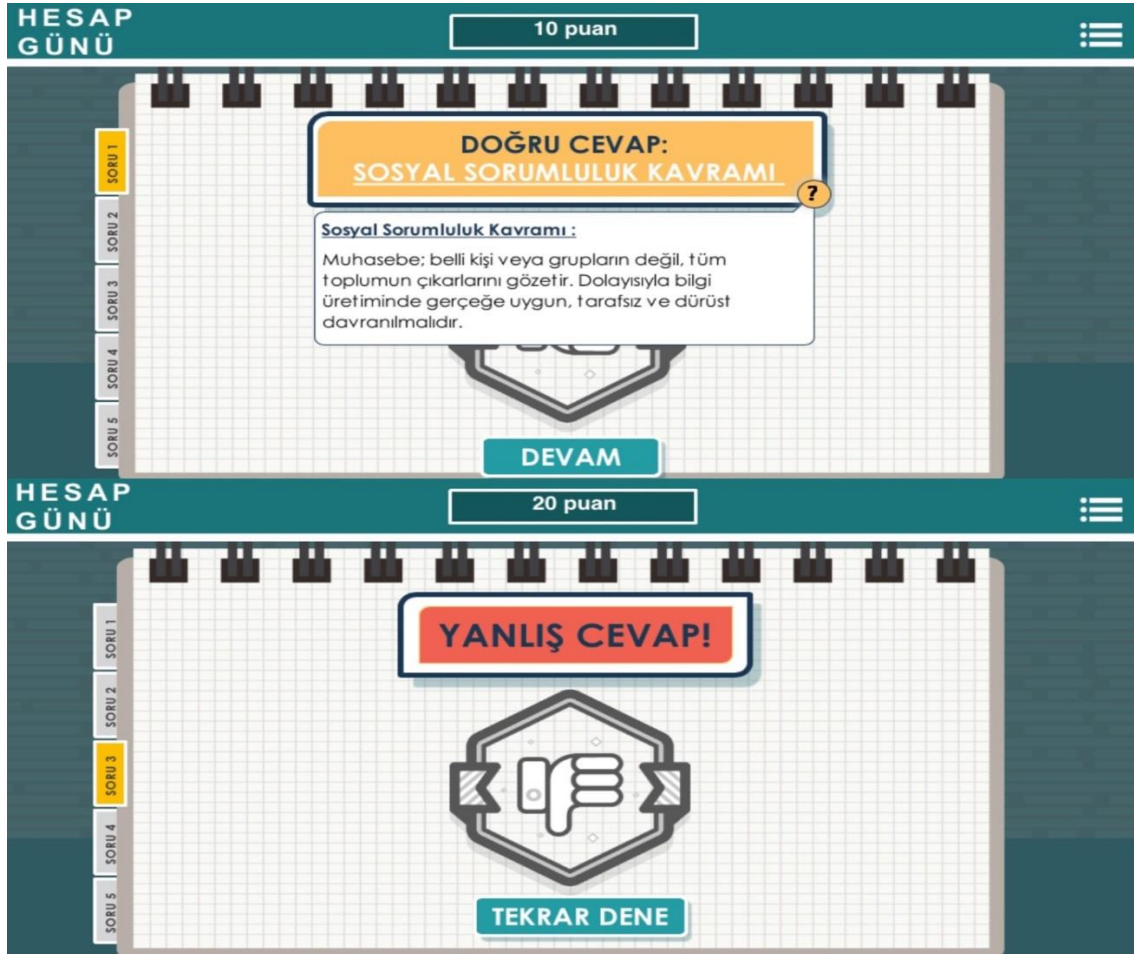 HESAP
GÜNÜ
10 puan
DOĞRU CEVAP:
SOSYAL SORUMLULUK KAVRAMI
?
Sosyal Sorumluluk Kavramı :
Muhasebe; belli kişi veya grupların değil, tüm
toplumun çıkarlarını gözetir. Dolayısıyla bilgi
üretiminde gerçeğe uygun, tarafsız ve dürüst
davranılmalıdır.
SORU 1
SORU 2
SORU 3
SORU 4
SORU 5
DEVAM
HESAP
GÜNÜ
20 puan
YANLIŞ CEVAP!
SORU 1
SORU 2
SORU 3
SORU 4
SORU 5
TEKRAR DENE